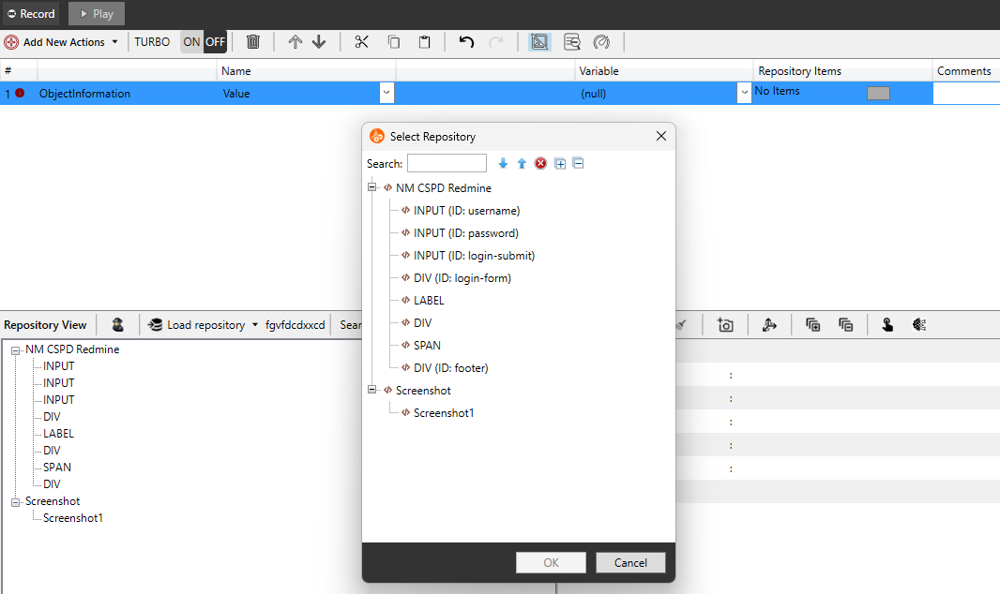 Record Play
Add New Actions TURBO ON OFF
# Name Variable Repository Items Comments
1 ObjectInformation Value (null) No Items
Select Repository
Search:
NM CSPD Redmine
INPUT (ID: username)
INPUT (ID: password)
INPUT (ID: login-submit)
DIV (ID: login-form)
LABEL
DIV
SPAN
DIV (ID: footer)
Screenshot
Screenshot1
OK Cancel
Repository View Load repository fgvfdcdxxcd Sear
NM CSPD Redmine
INPUT
INPUT
INPUT
DIV
LABEL
DIV
SPAN
DIV
Screenshot
Screenshot1
:
:
:
:
: